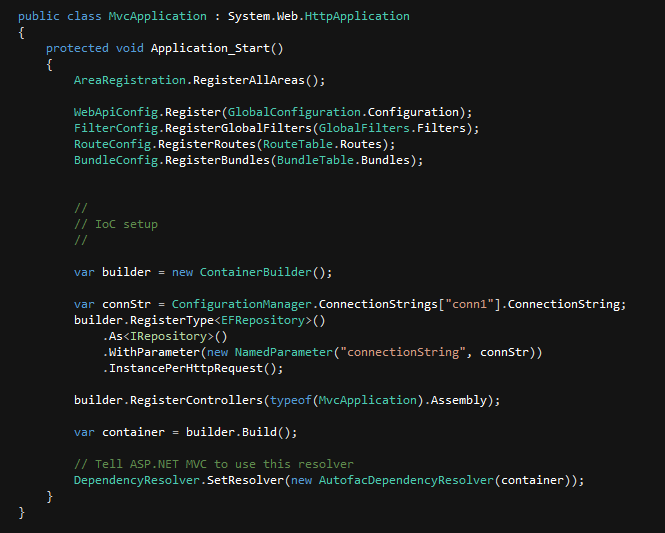 public class MvcApplication : System.Web.HttpApplication
{
    protected void Application_Start()
    {
        AreaRegistration.RegisterAllAreas();

        WebApiConfig.Register(GlobalConfiguration.Configuration);
        FilterConfig.RegisterGlobalFilters(GlobalFilters.Filters);
        RouteConfig.RegisterRoutes(RouteTable.Routes);
        BundleConfig.RegisterBundles(BundleTable.Bundles);


        //
        // IoC setup
        //

        var builder = new ContainerBuilder();

        var connStr = ConfigurationManager.ConnectionStrings["conn1"].ConnectionString;
        builder.RegisterType<EFRepository>()
            .As<IRepository>()
            .WithParameter(new NamedParameter("connectionString", connStr))
            .InstancePerHttpRequest();

        builder.RegisterControllers(typeof(MvcApplication).Assembly);

        var container = builder.Build();

        // Tell ASP.NET MVC to use this resolver
        DependencyResolver.SetResolver(new AutofacDependencyResolver(container));
    }
}